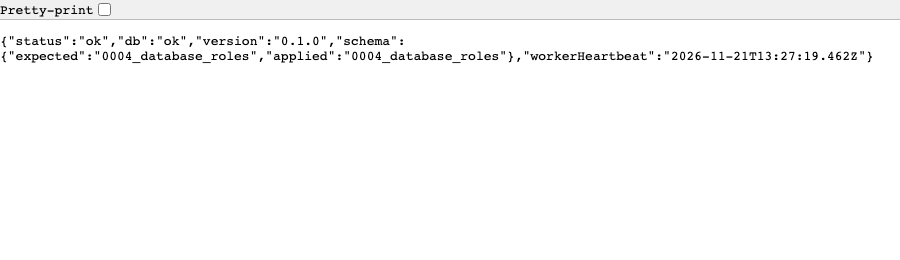 Pretty-print
{"status":"ok","db":"ok","version":"0.1.0","schema":
{"expected":"0004_database_roles","applied":"0004_database_roles"},"workerHeartbeat":"2026-11-21T13:27:19.462Z"}